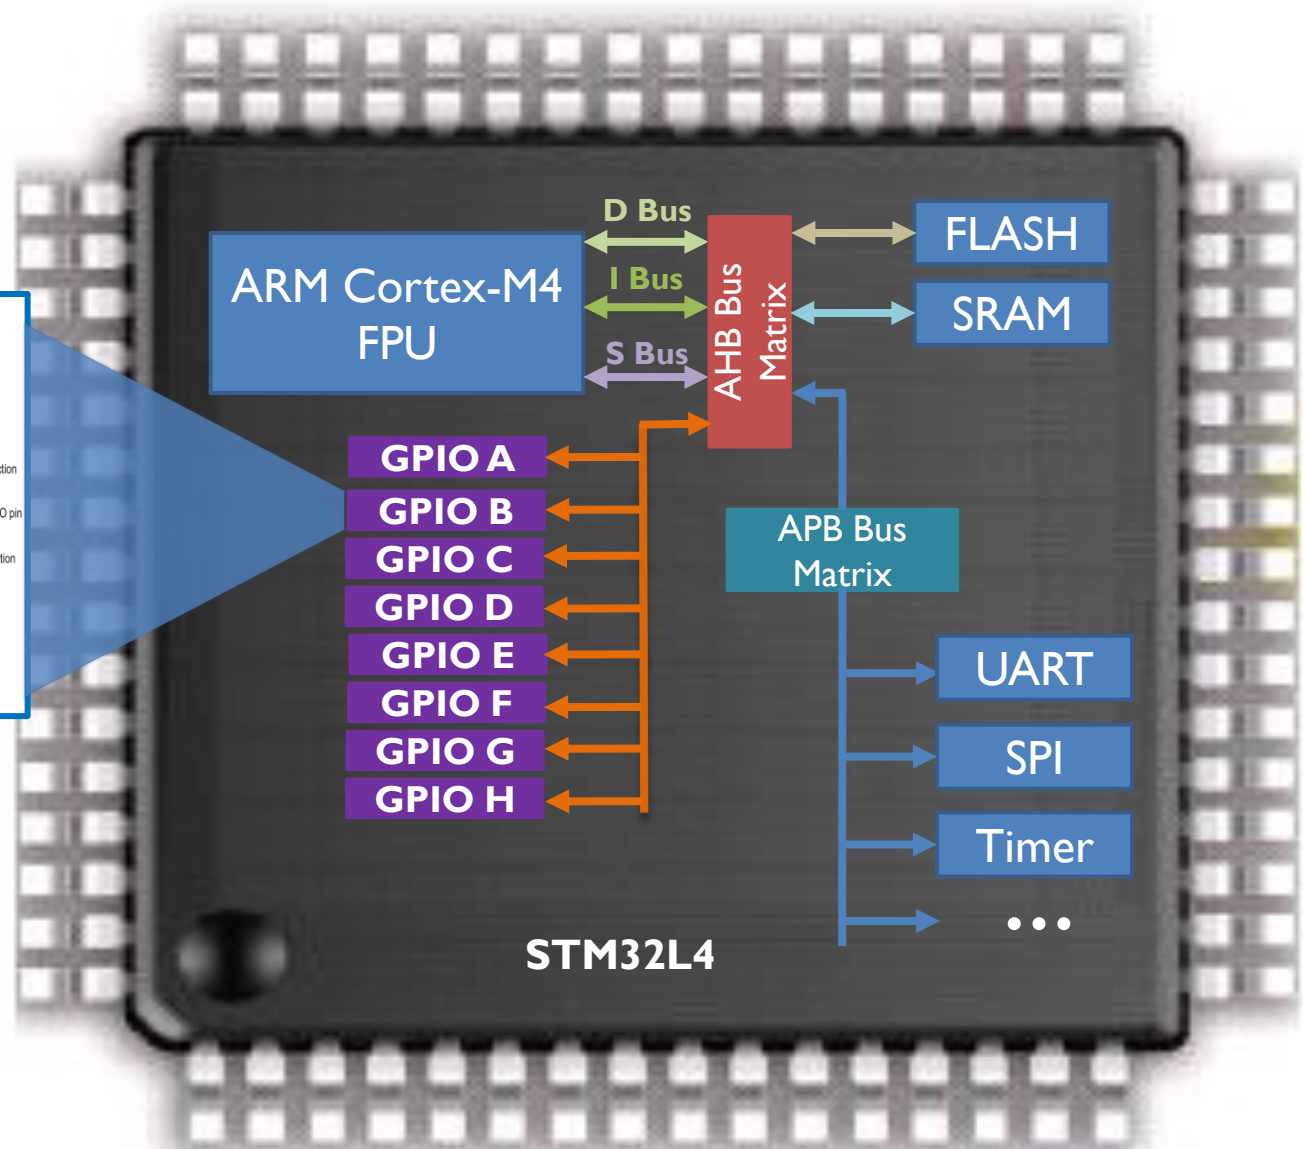 D Bus
I Bus
S Bus
ARM Cortex-M4
FPU
AHB Bus
Matrix
FLASH
SRAM
GPIO A
GPIO B
GPIO C
GPIO D
GPIO E
GPIO F
GPIO G
GPIO H
O pin
APB Bus
Matrix
UART
SPI
Timer
...
STM32L4